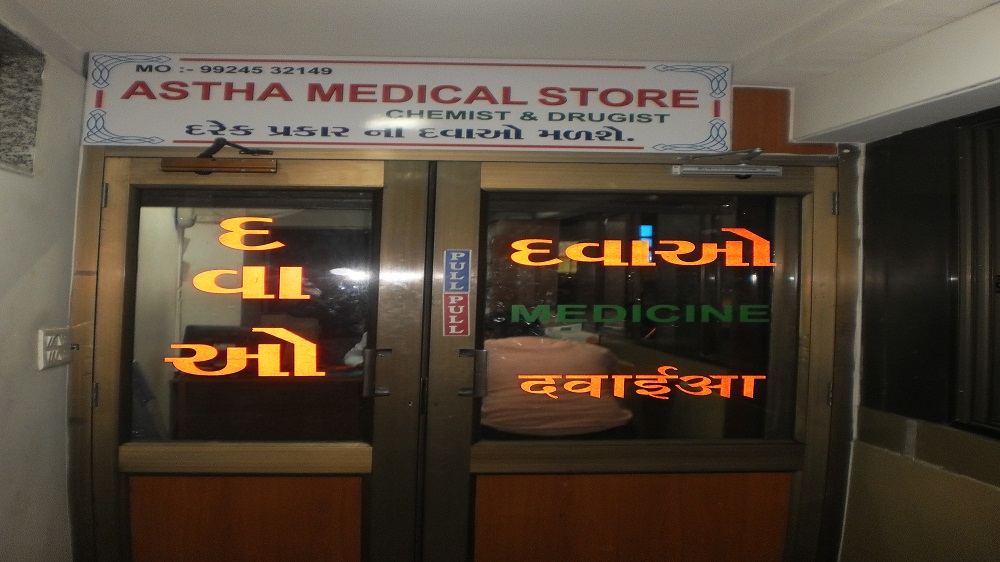 MO :- 99245 32149
ASTHA MEDICAL STORE
CHEMIST & DRUGIST
દરેક પ્રકાર ના દવાઓ મળશે.
દ
વા
ઓ
PULL
PULL
દવાઓ
MEDICINE
दवाईआ